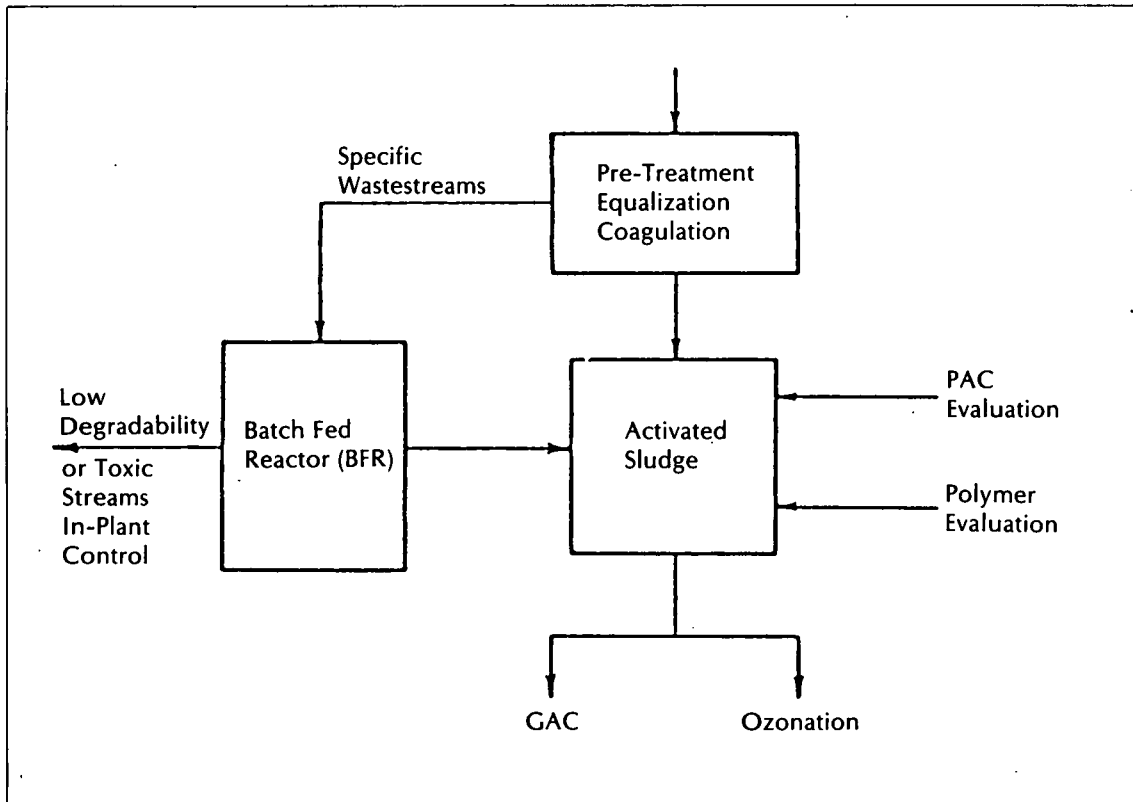 Specific
Wastestreams
Pre-Treatment
Equalization
Coagulation
Low
Degradability
or Toxic
Streams
In-Plant
Control
Batch Fed
Reactor (BFR)
Activated
Sludge
PAC
Evaluation
Polymer
Evaluation
GAC
Ozonation